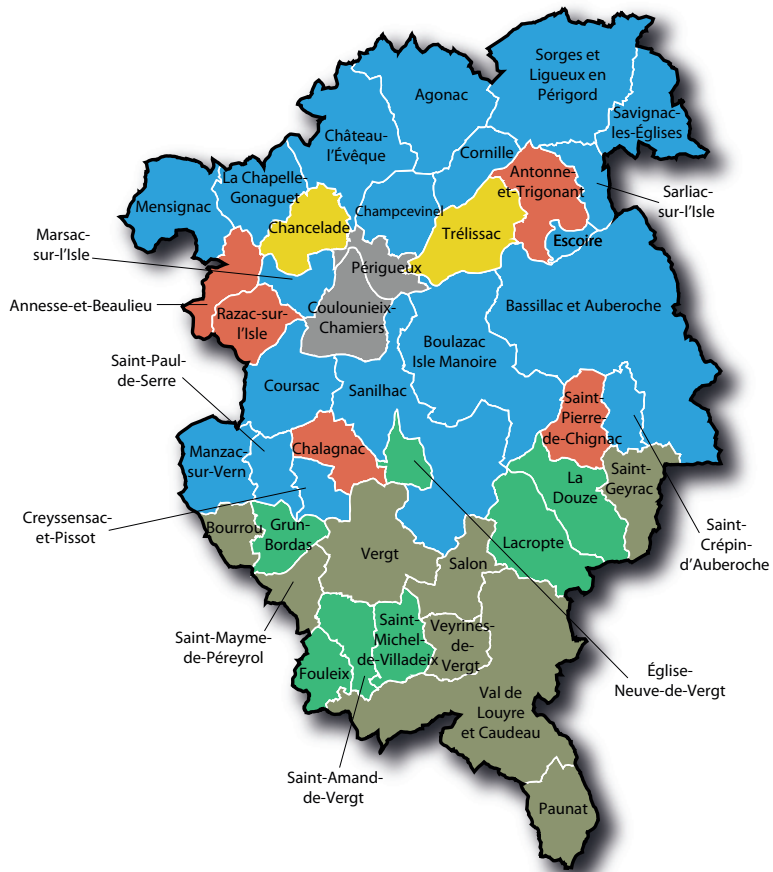 Sorges et
Ligueux en
Périgord
Agonac
Savignac-
les-Églises
Château-
l'Évêque
Cornille
La Chapelle-
Gonaguet
Antonne-
et-Trigonant
Sarliac-
sur-l'Isle
Mensignac
Champcevinel
Chancelade
Trélissac
Escoire
Marsac-
sur-l'Isle
Périgueux
Annesse-et-Beaulieu
Razac-sur-
l'Isle
Coulounieix-
Chamiers
Bassillac et Auberoche
Boulazac
Isle Manoire
Saint-Paul-
de-Serre
Coursac
Sanilhac
Saint-
Pierre-
de-Chignac
Manzac-
sur-Vern
Chalagnac
La
Douze
Saint-
Geyrac
Creyssensac-
et-Pissot
Bourrou
Grun-
Bordas
Vergt
Salon
Lacropte
Saint-
Crépin-
d'Auberoche
Saint-Mayme-
de-Péreyrol
Saint-
Michel-
de-Villadeix
Veyrines-
de-
Vergt
Fouleix
Église-
Neuve-de-Vergt
Val de
Louyre
et Caudeau
Saint-Amand-
de-Vergt
Paunat